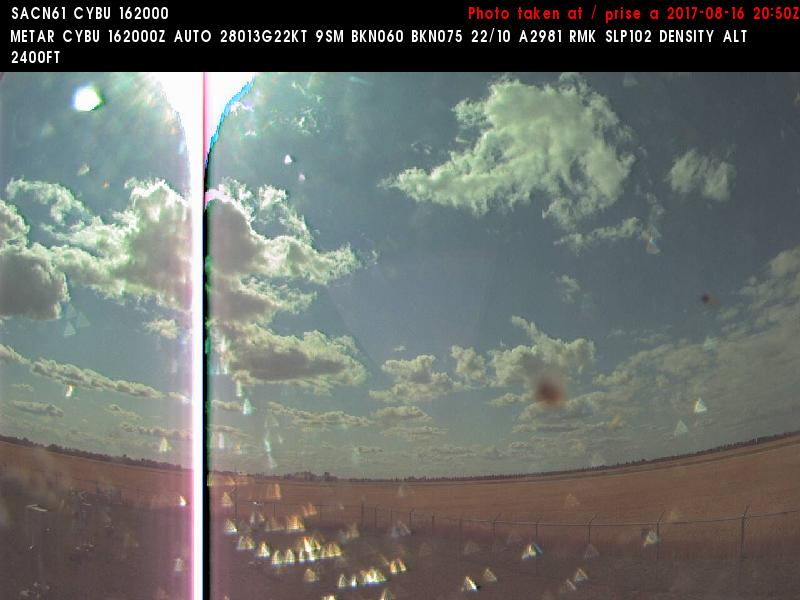 SACN61 CYBU 162000
Photo taken at / prise a 2017-08-16 20:50Z
METAR CYBU 162000Z AUTO 28013G22KT 9SM BKN060 BKN075 22/10 A2981 RMK SLP102 DENSITY ALT
2400FT